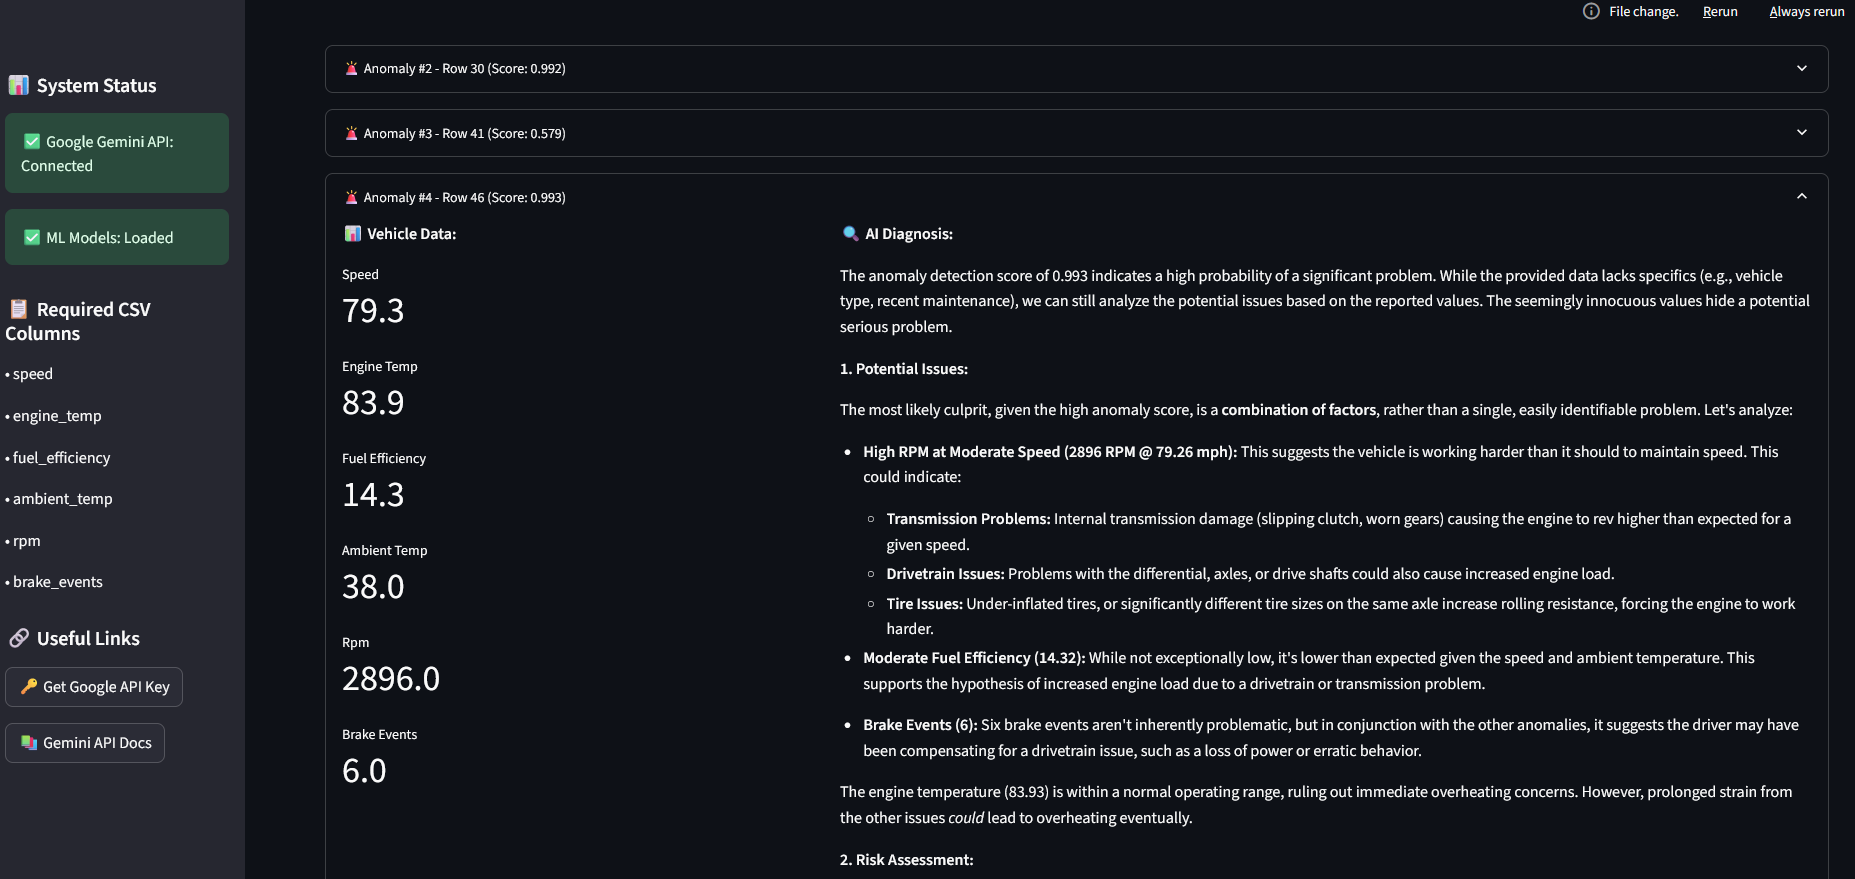 File change.
Rerun
Always rerun
System Status
Google Gemini API:
Connected
ML Models: Loaded
Required CSV
Columns
• speed
• engine_temp
• fuel_efficiency
• ambient_temp
• rpm
• brake_events
Useful Links
Get Google API Key
Gemini API Docs
Anomaly #2 - Row 30 (Score: 0.992)
Anomaly #3 - Row 41 (Score: 0.579)
Anomaly #4 - Row 46 (Score: 0.993)
Vehicle Data:
Speed
79.3
Engine Temp
83.9
Fuel Efficiency
14.3
Ambient Temp
38.0
Rpm
2896.0
Brake Events
6.0
AI Diagnosis:
The anomaly detection score of 0.993 indicates a high probability of a significant problem. While the provided data lacks specifics (e.g., vehicle
type, recent maintenance), we can still analyze the potential issues based on the reported values. The seemingly innocuous values hide a potential
serious problem.
1. Potential Issues:
The most likely culprit, given the high anomaly score, is a combination of factors, rather than a single, easily identifiable problem. Let's analyze:
• High RPM at Moderate Speed (2896 RPM @ 79.26 mph): This suggests the vehicle is working harder than it should to maintain speed. This
could indicate:
○ Transmission Problems: Internal transmission damage (slipping clutch, worn gears) causing the engine to rev higher than expected for a
given speed.
○ Drivetrain Issues: Problems with the differential, axles, or drive shafts could also cause increased engine load.
○ Tire Issues: Under-inflated tires, or significantly different tire sizes on the same axle increase rolling resistance, forcing the engine to work
harder.
• Moderate Fuel Efficiency (14.32): While not exceptionally low, it's lower than expected given the speed and ambient temperature. This
supports the hypothesis of increased engine load due to a drivetrain or transmission problem.
• Brake Events (6): Six brake events aren't inherently problematic, but in conjunction with the other anomalies, it suggests the driver may have
been compensating for a drivetrain issue, such as a loss of power or erratic behavior.
The engine temperature (83.93) is within a normal operating range, ruling out immediate overheating concerns. However, prolonged strain from
the other issues could lead to overheating eventually.
2. Risk Assessment: